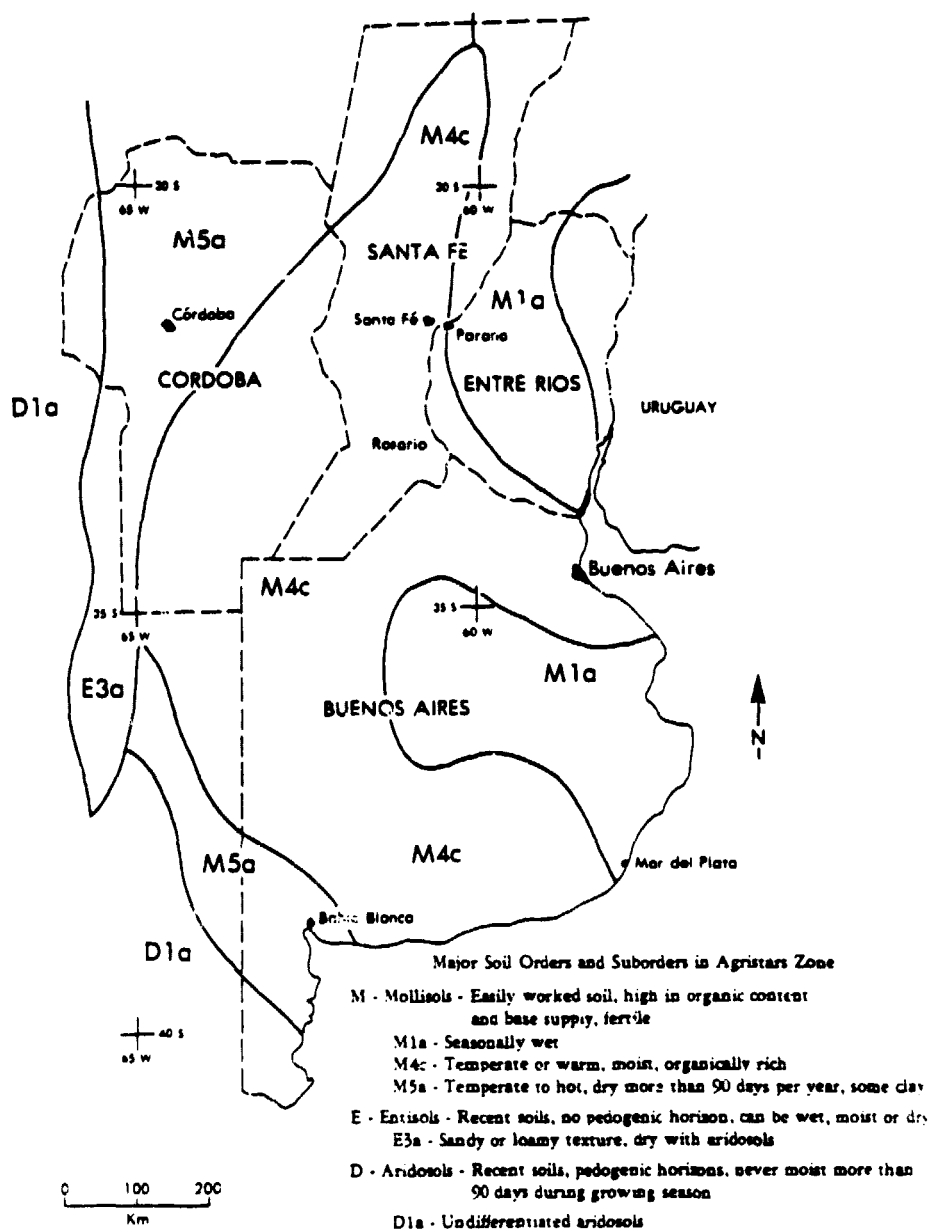 M4c
30 S
65 W
60 W
M5a
SANTA FE
M1a
Córdoba
Santa Fé
Parana
CORDOBA
ENTRE RIOS
D1a
URUGUAY
Rosario
Buenos Aires
M4c
35 S
65 W
35 S
60 W
M1a
E3a
BUENOS AIRES
N
M4c
M5a
Mar del Plata
Bahia Blanca
D1a
40 S
65 W
Major Soil Orders and Suborders in Agristars Zone
M - Mollisols - Easily worked soil, high in organic content
and base supply, fertile
M1a - Seasonally wet
M4c - Temperate or warm, moist, organically rich
M5a - Temperate to hot, dry more than 90 days per year, some clay
E - Entisols - Recent soils, no pedogenic horizon, can be wet, moist or dry
E3a - Sandy or loamy texture, dry with aridosols
D - Aridosols - Recent soils, pedogenic horizons, never moist more than
90 days during growing season
D1a - Undifferentiated aridosols
0 100 200
Km